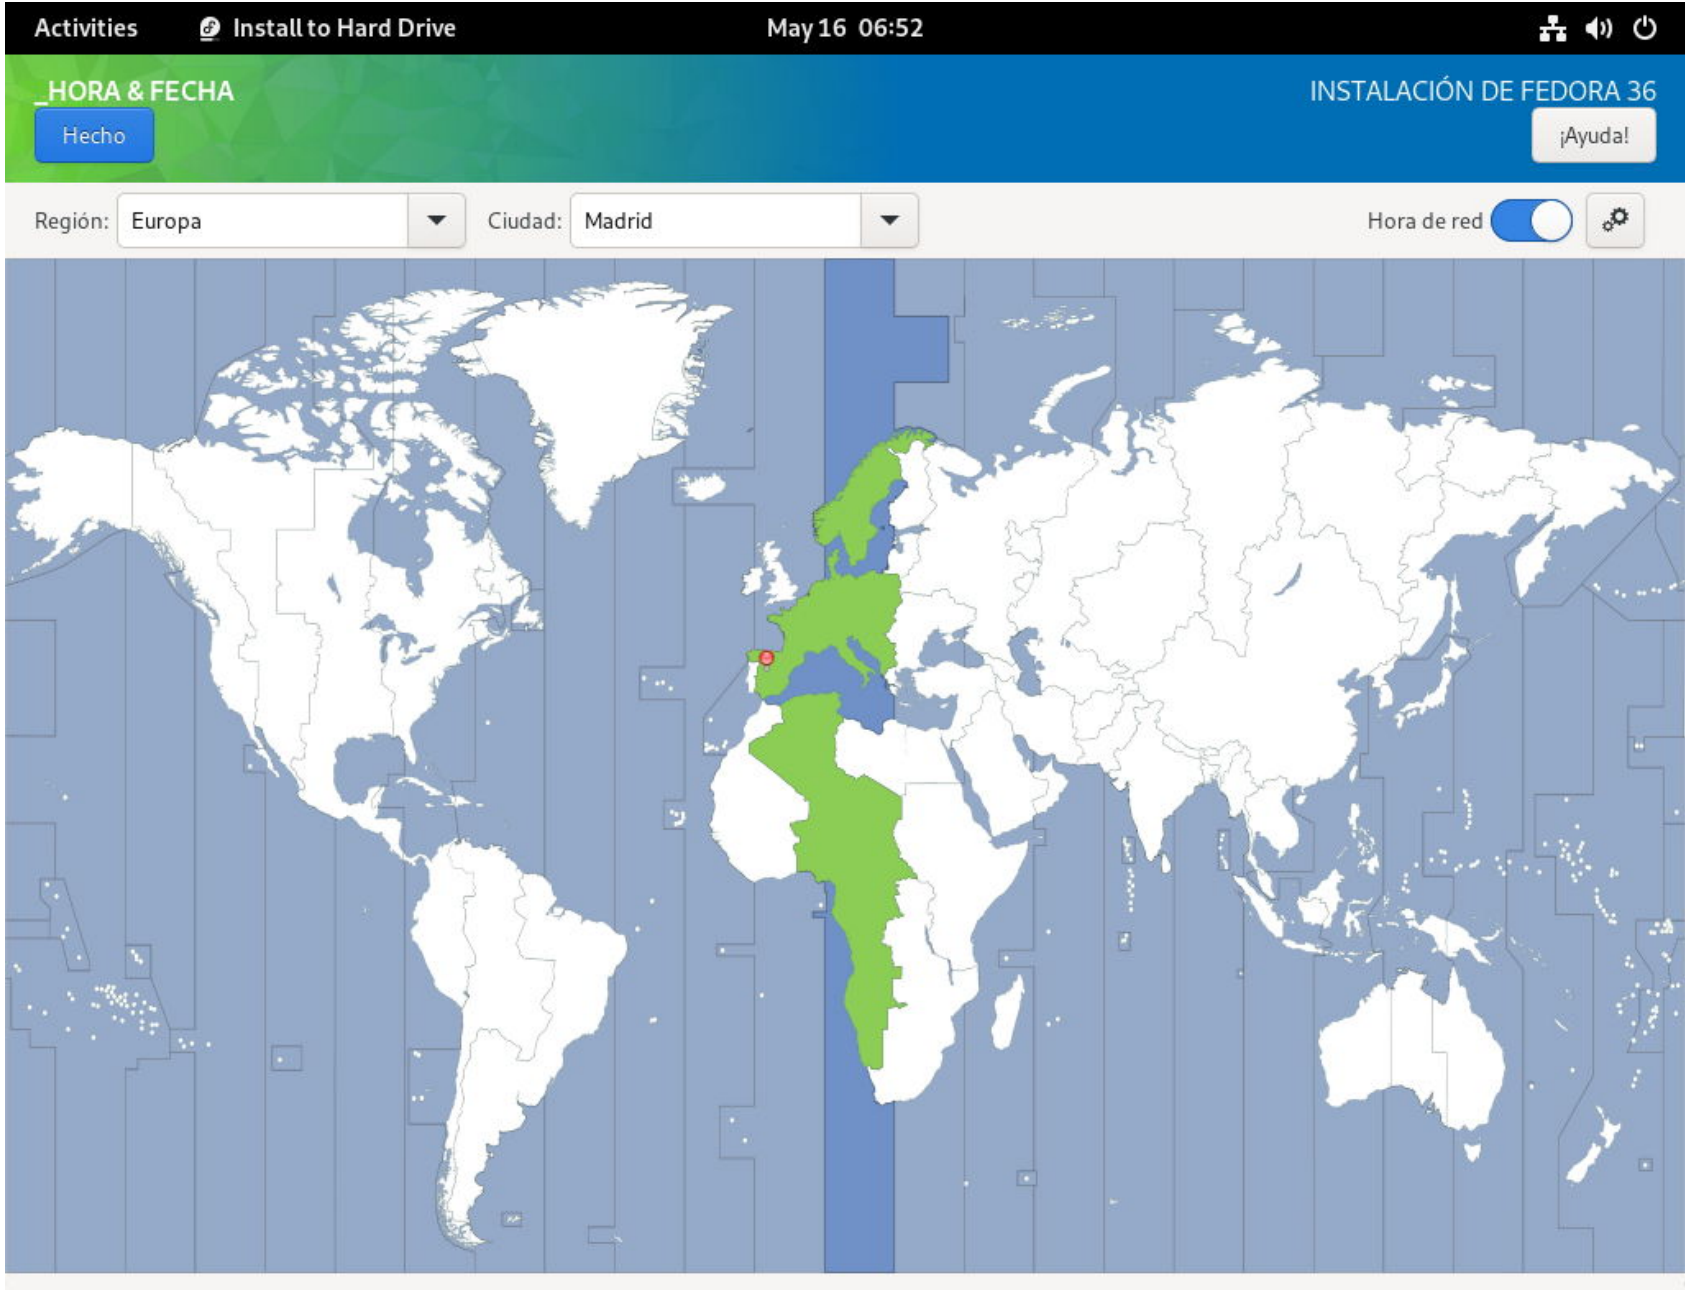 Activities Install to Hard Drive May 16 06:52
_HORA & FECHA INSTALACIÓN DE FEDORA 36
Hecho ¡Ayuda!
Región: Europa Ciudad: Madrid Hora de red